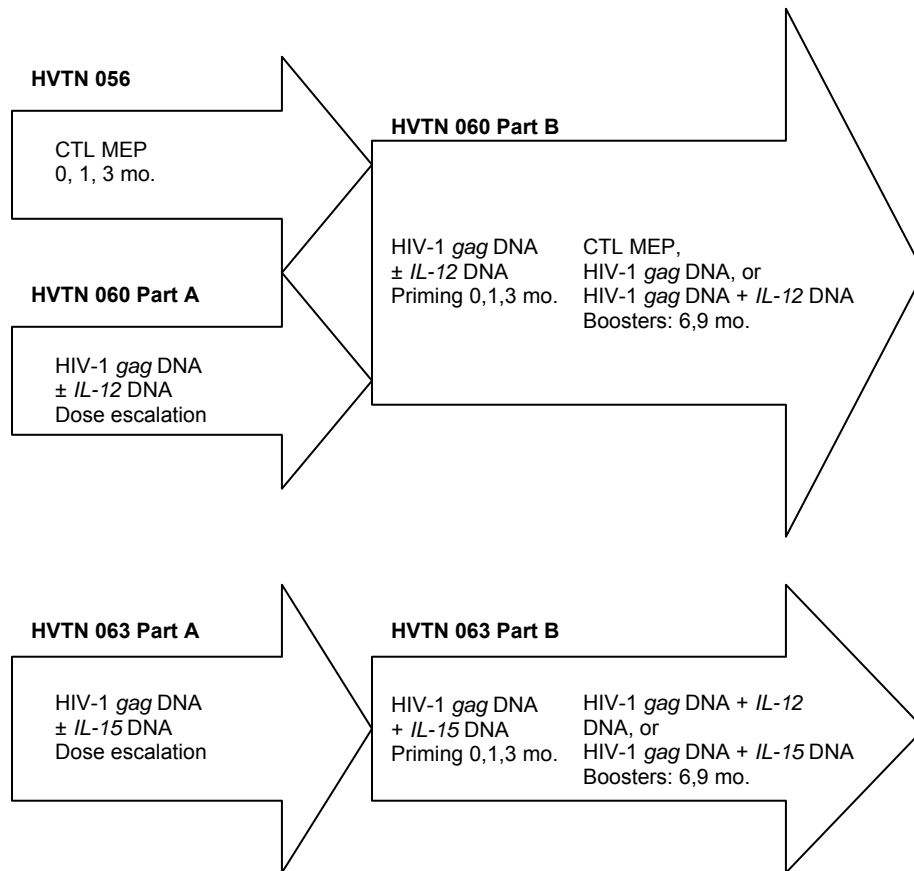 HVTN 056
CTL MEP
0, 1, 3 mo.
HVTN 060 Part A
HIV-1 gag DNA
± IL-12 DNA
Dose escalation
HVTN 060 Part B
HIV-1 gag DNA
± IL-12 DNA
Priming 0,1,3 mo.
CTL MEP,
HIV-1 gag DNA, or
HIV-1 gag DNA + IL-12 DNA
Boosters: 6,9 mo.
HVTN 063 Part A
HIV-1 gag DNA
± IL-15 DNA
Dose escalation
HVTN 063 Part B
HIV-1 gag DNA
+ IL-15 DNA
Priming 0,1,3 mo.
HIV-1 gag DNA + IL-12
DNA, or
HIV-1 gag DNA + IL-15 DNA
Boosters: 6,9 mo.